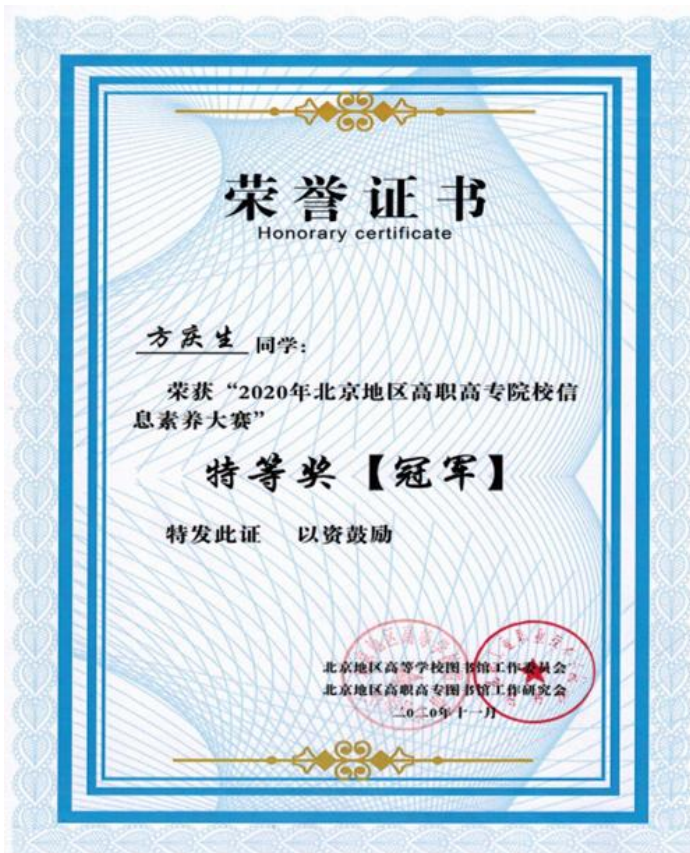 荣誉证书
Honorary certificate
方庆生 同学：
荣获“2020年北京地区高职高专院校信
息素养大赛”
特等奖【冠军】
特发此证 以资鼓励
北京地区高等学校图书馆工作委员会
北京地区高职高专图书馆工作研究会
二〇二〇年十一月